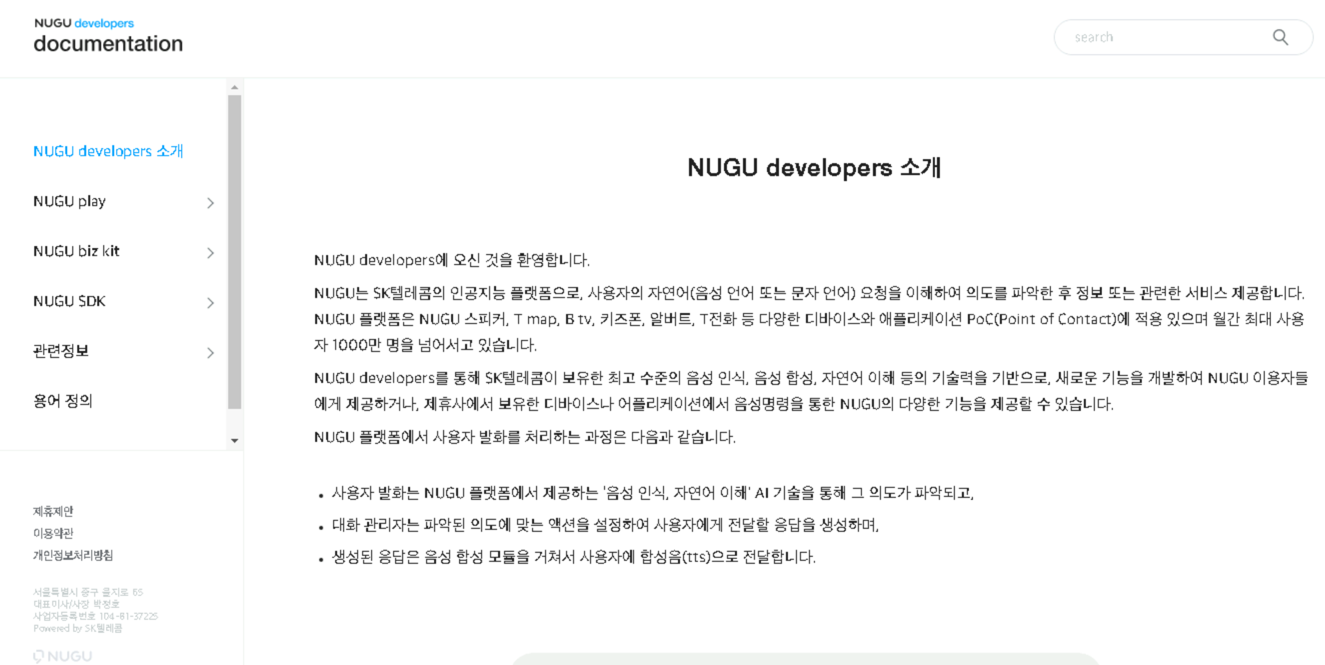 NUGU developers
documentation
search
NUGU developers 소개
NUGU play
NUGU biz kit
NUGU SDK
관련정보
용어 정의
제휴제안
이용약관
개인정보처리방침
서울특별시 중구 을지로 65
대표이사/사장 박정호
사업자등록번호 104-81-37225
Powered by SK텔레콤
NUGU
NUGU developers 소개
NUGU developers에 오신 것을 환영합니다.
NUGU는 SK텔레콤의 인공지능 플랫폼으로, 사용자의 자연어(음성 언어 또는 문자 언어) 요청을 이해하여 의도를 파악한 후 정보 또는 관련한 서비스 제공합니다.
NUGU 플랫폼은 NUGU 스피커, T map, B tv, 키즈폰, 알버트, T전화 등 다양한 디바이스와 애플리케이션 PoC(Point of Contact)에 적용 있으며 월간 최대 사용
자 1000만 명을 넘어서고 있습니다.
NUGU developers를 통해 SK텔레콤이 보유한 최고 수준의 음성 인식, 음성 합성, 자연어 이해 등의 기술력을 기반으로, 새로운 기능을 개발하여 NUGU 이용자들
에게 제공하거나, 제휴사에서 보유한 디바이스나 어플리케이션에서 음성명령을 통한 NUGU의 다양한 기능을 제공할 수 있습니다.
NUGU 플랫폼에서 사용자 발화를 처리하는 과정은 다음과 같습니다.
• 사용자 발화는 NUGU 플랫폼에서 제공하는 '음성 인식, 자연어 이해' AI 기술을 통해 그 의도가 파악되고,
• 대화 관리자는 파악된 의도에 맞는 액션을 설정하여 사용자에게 전달할 응답을 생성하며,
• 생성된 응답은 음성 합성 모듈을 거쳐서 사용자에 합성음(tts)으로 전달합니다.